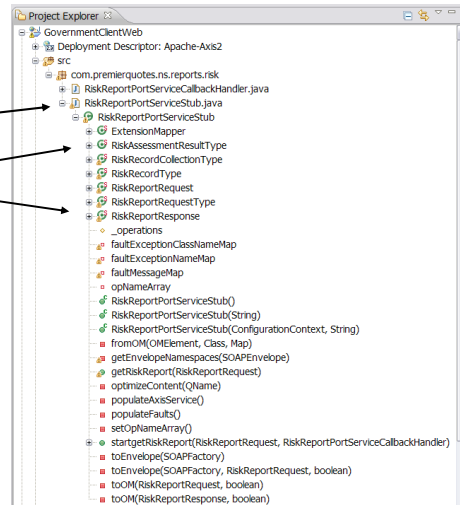 Project Explorer
GovernmentClientWeb
Deployment Descriptor: Apache-Axis2
src
com.premierquotes.ns.reports.risk
RiskReportPortServiceCallbackHandler.java
RiskReportPortServiceStub.java
RiskReportPortServiceStub
ExtensionMapper
RiskAssessmentResultType
RiskRecordCollectionType
RiskRecordType
RiskReportRequest
RiskReportRequestType
RiskReportResponse
_operations
faultExceptionClassNameMap
faultExceptionNameMap
faultMessageMap
opNameArray
RiskReportPortServiceStub()
RiskReportPortServiceStub(String)
RiskReportPortServiceStub(ConfigurationContext, String)
fromOM(OMElement, Class, Map)
getEnvelopeNamespaces(SOAPEnvelope)
getRiskReport(RiskReportRequest)
optimizeContent(QName)
populateAxisService()
populateFaults()
setOpNameArray()
startgetRiskReport(RiskReportRequest, RiskReportPortServiceCallbackHandler)
toEnvelope(SOAPFactory)
toEnvelope(SOAPFactory, RiskReportRequest, boolean)
toOM(RiskReportRequest, boolean)
toOM(RiskReportResponse, boolean)